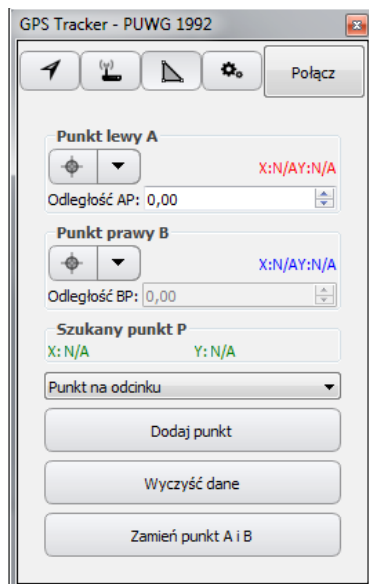 GPS Tracker - PUWG 1992
Połącz
Punkt lewy A
X:N/AY:N/A
Odległość AP: 0,00
Punkt prawy B
X:N/AY:N/A
Odległość BP: 0,00
Szukany punkt P
X: N/A Y: N/A
Punkt na odcinku
Dodaj punkt
Wyczyść dane
Zamień punkt A i B